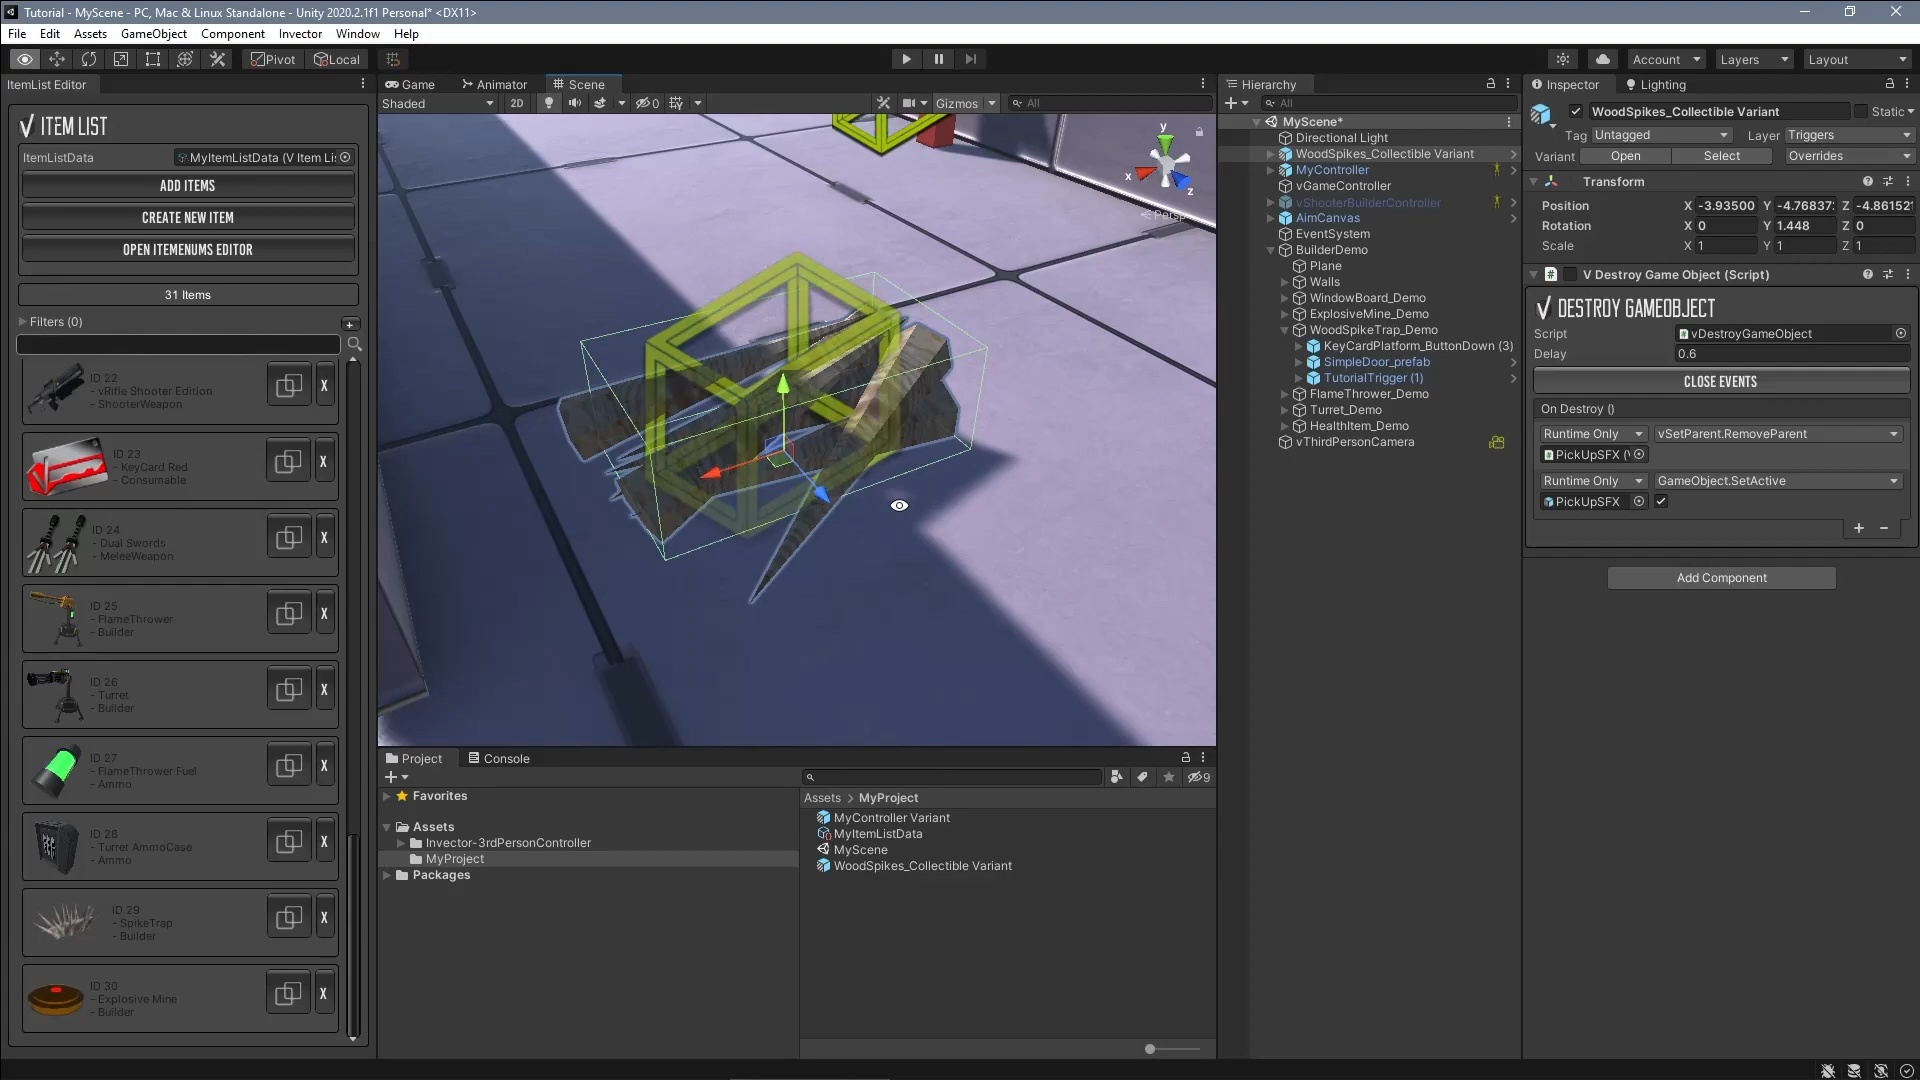 Tutorial - MyScene - PC, Mac & Linux Standalone - Unity 2020.2.1f1 Personal* <DX11>
File Edit Assets GameObject Component Invector Window Help
Pivot Local Account Layers Layout
ItemList Editor
ITEM LIST
ItemListData MyItemListData (V Item Li:
ADD ITEMS
CREATE NEW ITEM
OPEN ITEMENUMS EDITOR
31 Items
Filters (0)
ID 22
- vRifle Shooter Edition
- ShooterWeapon
X
ID 23
- KeyCard Red
- Consumable
X
ID 24
- Dual Swords
- MeleeWeapon
X
ID 25
- FlameThrower
- Builder
X
ID 26
- Turret
- Builder
X
ID 27
- FlameThrower Fuel
- Ammo
X
ID 28
- Turret AmmoCase
- Ammo
X
ID 29
- SpikeTrap
- Builder
X
ID 30
- Explosive Mine
- Builder
X
Game Animator Scene
Shaded 2D 0 Gizmos All
y
x
z
Persp
Project Console
9
Favorites
Assets
Invector-3rdPersonController
MyProject
Packages
Assets > MyProject
MyController Variant
MyItemListData
MyScene
WoodSpikes_Collectible Variant
Hierarchy
All
MyScene*
Directional Light
WoodSpikes_Collectible Variant
MyController
vGameController
vShooterBuilderController
AimCanvas
EventSystem
BuilderDemo
Plane
Walls
WindowBoard_Demo
ExplosiveMine_Demo
WoodSpikeTrap_Demo
KeyCardPlatform_ButtonDown (3)
SimpleDoor_prefab
TutorialTrigger (1)
FlameThrower_Demo
Turret_Demo
HealthItem_Demo
vThirdPersonCamera
Inspector Lighting
WoodSpikes_Collectible Variant Static
Tag Untagged Layer Triggers
Variant Open Select Overrides
Transform
Position X -3.93500 Y -4.76837: Z -4.861521
Rotation X 0 Y 1.448 Z 0
Scale X 1 Y 1 Z 1
V Destroy Game Object (Script)
DESTROY GAMEOBJECT
Script vDestroyGameObject
Delay 0.6
CLOSE EVENTS
On Destroy ()
Runtime Only vSetParent.RemoveParent
PickUpSFX (
Runtime Only GameObject.SetActive
PickUpSFX
+ -
Add Component